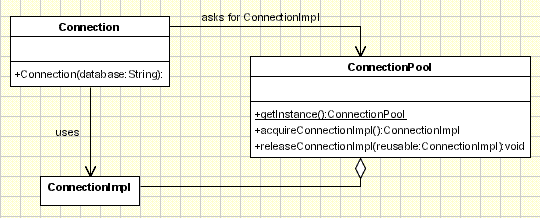 asks for ConnectionImpl
Connection
+Connection(database:String):
ConnectionPool
+getInstance():ConnectionPool
+acquireConnectionImpl():ConnectionImpl
+releaseConnectionImpl(reusable:ConnectionImpl):void
uses
ConnectionImpl